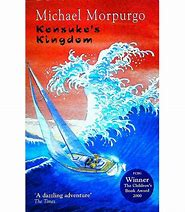 Michael Morpurgo
Kensuke's Kingdom
Winner
The Children's
Book Award
2000
'A dazzling adventure'
The Times